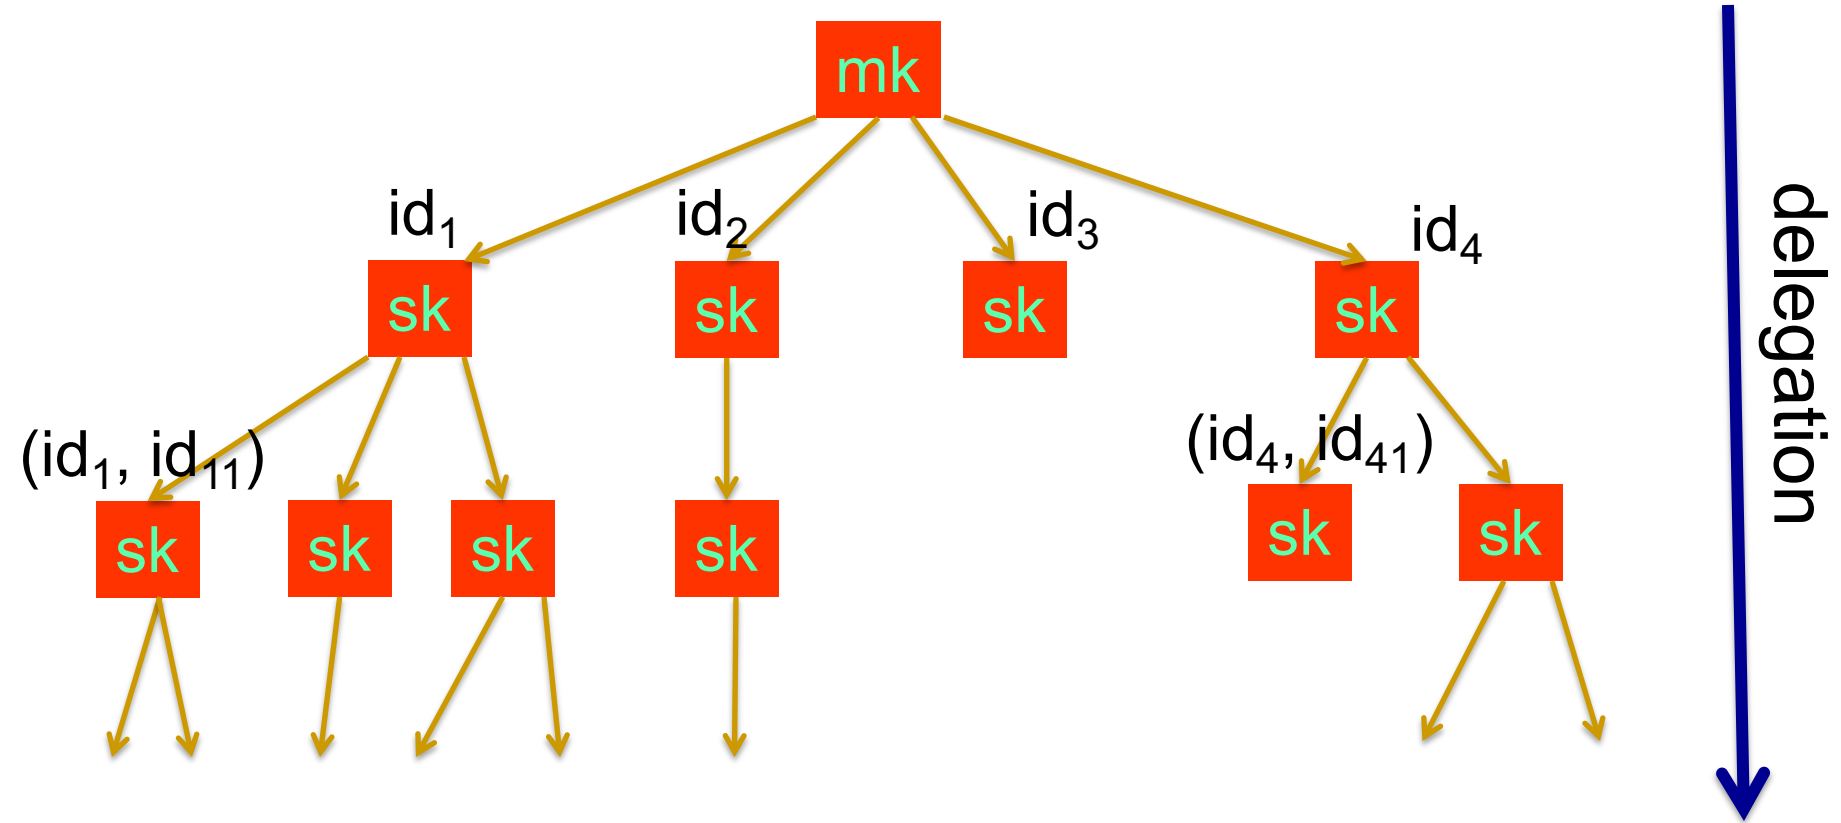 mk
id₁
id₂
id₃
id₄
sk
sk
sk
sk
(id₁, id₁₁)
(id₄, id₄₁)
sk
sk
sk
sk
sk
sk
delegation